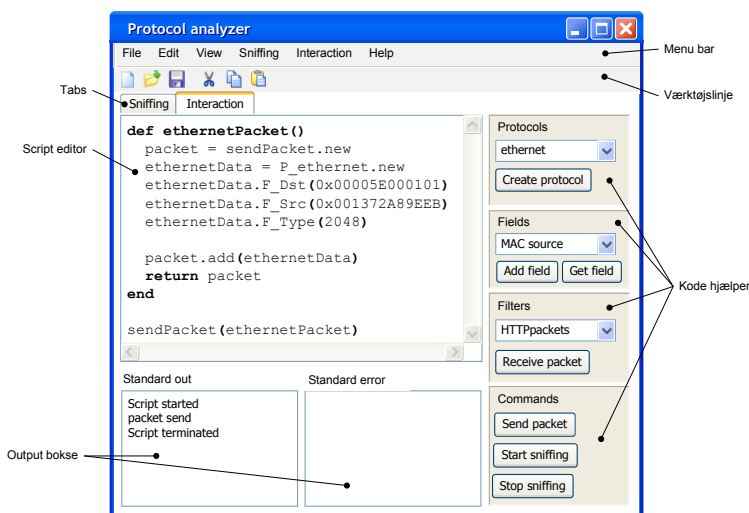 Protocol analyzer
File Edit View Sniffing Interaction Help
Menu bar
Værktøjslinje
Tabs
Sniffing Interaction
Script editor
def ethernetPacket()
packet = sendPacket.new
ethernetData = P_ethernet.new
ethernetData.F_Dst(0x00005E000101)
ethernetData.F_Src(0x001372A89EEB)
ethernetData.F_Type(2048)
packet.add(ethernetData)
return packet
end
sendPacket(ethernetPacket)
Protocols
ethernet
Create protocol
Fields
MAC source
Add field Get field
Kode hjælper
Filters
HTTPpackets
Receive packet
Commands
Send packet
Start sniffing
Stop sniffing
Standard out
Script started
packet send
Script terminated
Standard error
Output bokse